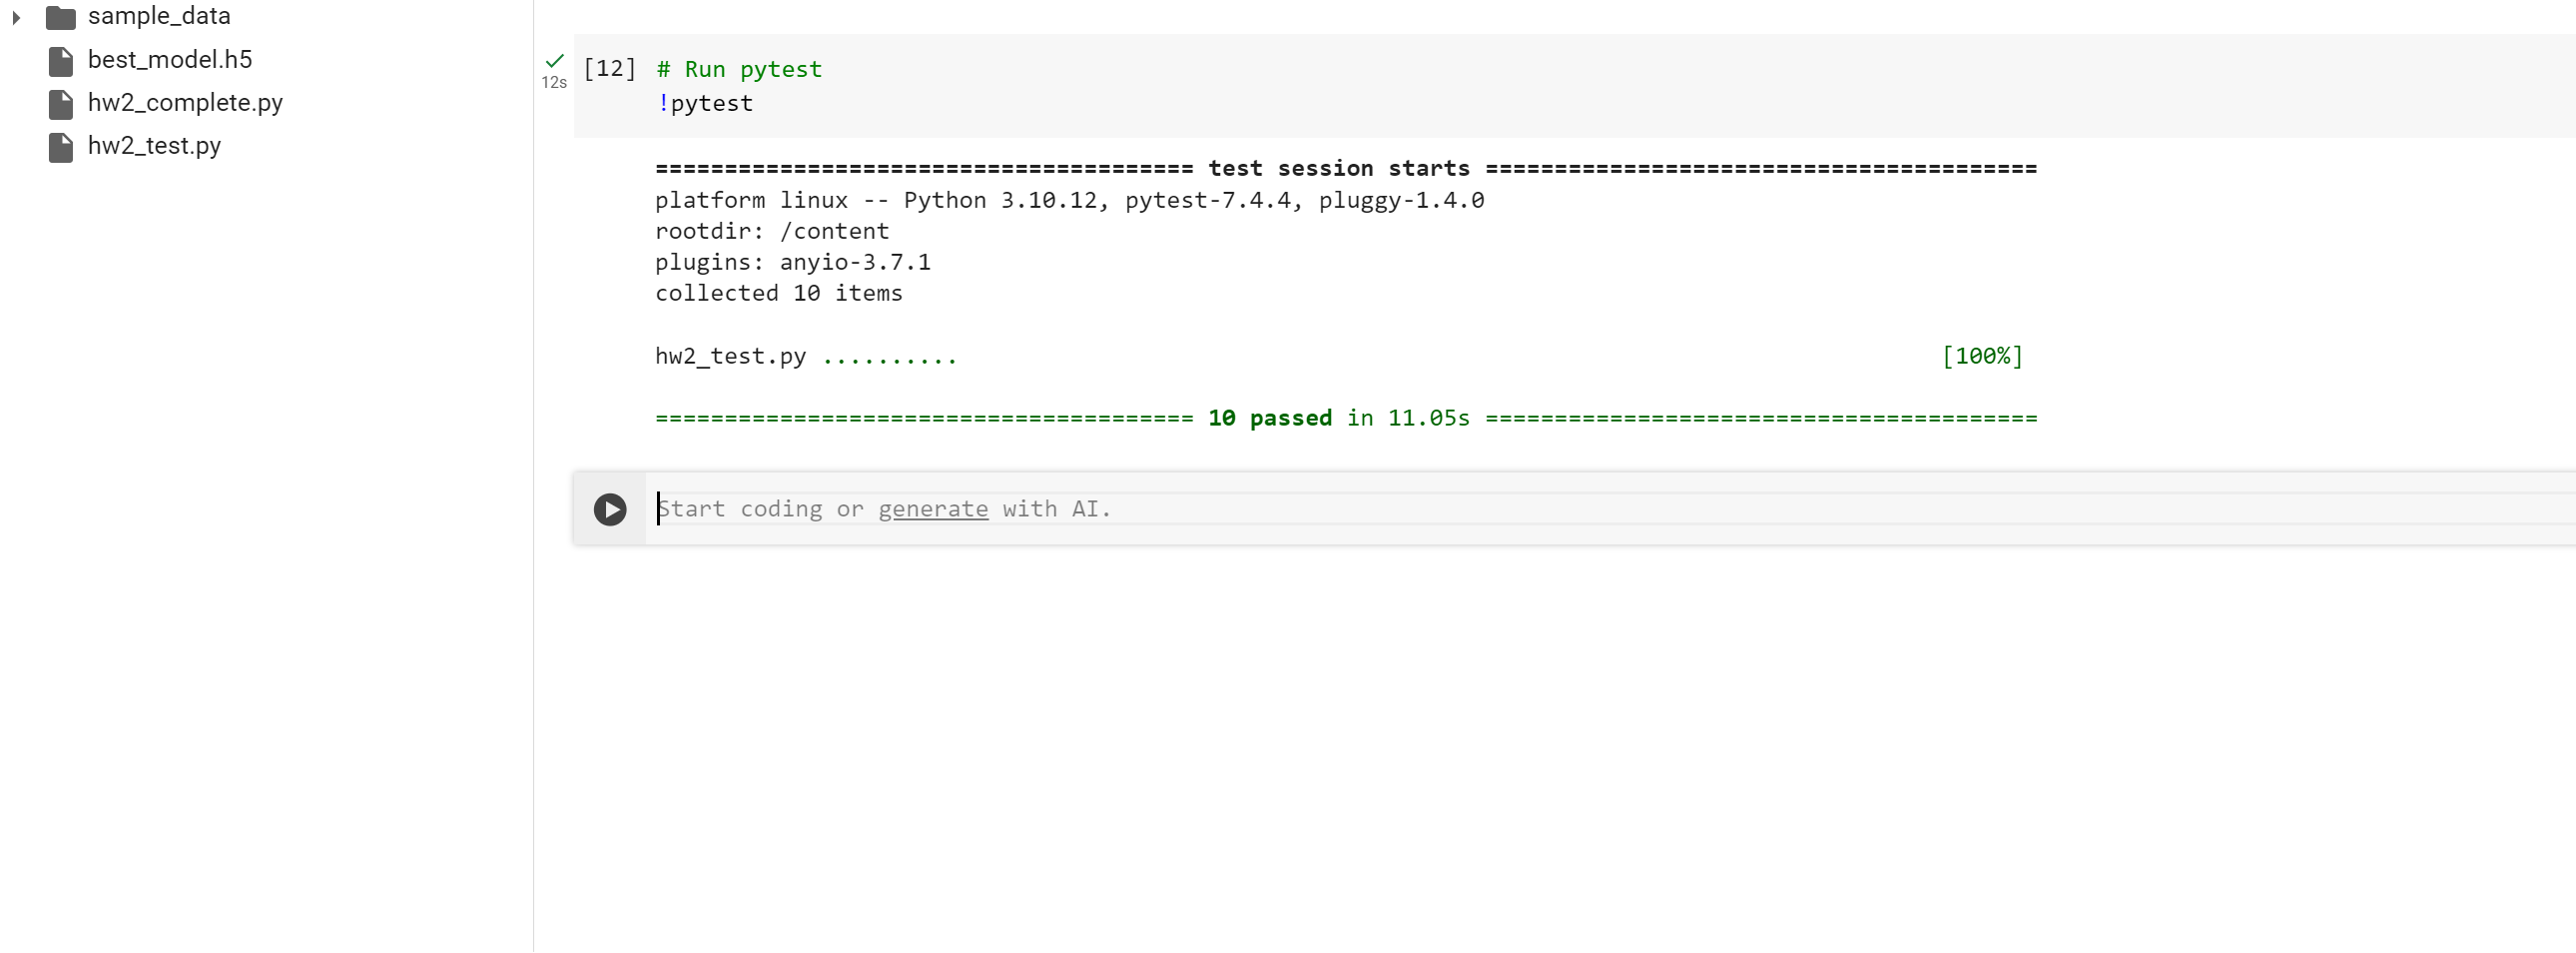 sample_data
best_model.h5
hw2_complete.py
hw2_test.py
12s
[12] # Run pytest
!pytest
======================================= test session starts ========================================
platform linux -- Python 3.10.12, pytest-7.4.4, pluggy-1.4.0
rootdir: /content
plugins: anyio-3.7.1
collected 10 items
hw2_test.py .......... [100%]
======================================= 10 passed in 11.05s ========================================
Start coding or generate with AI.